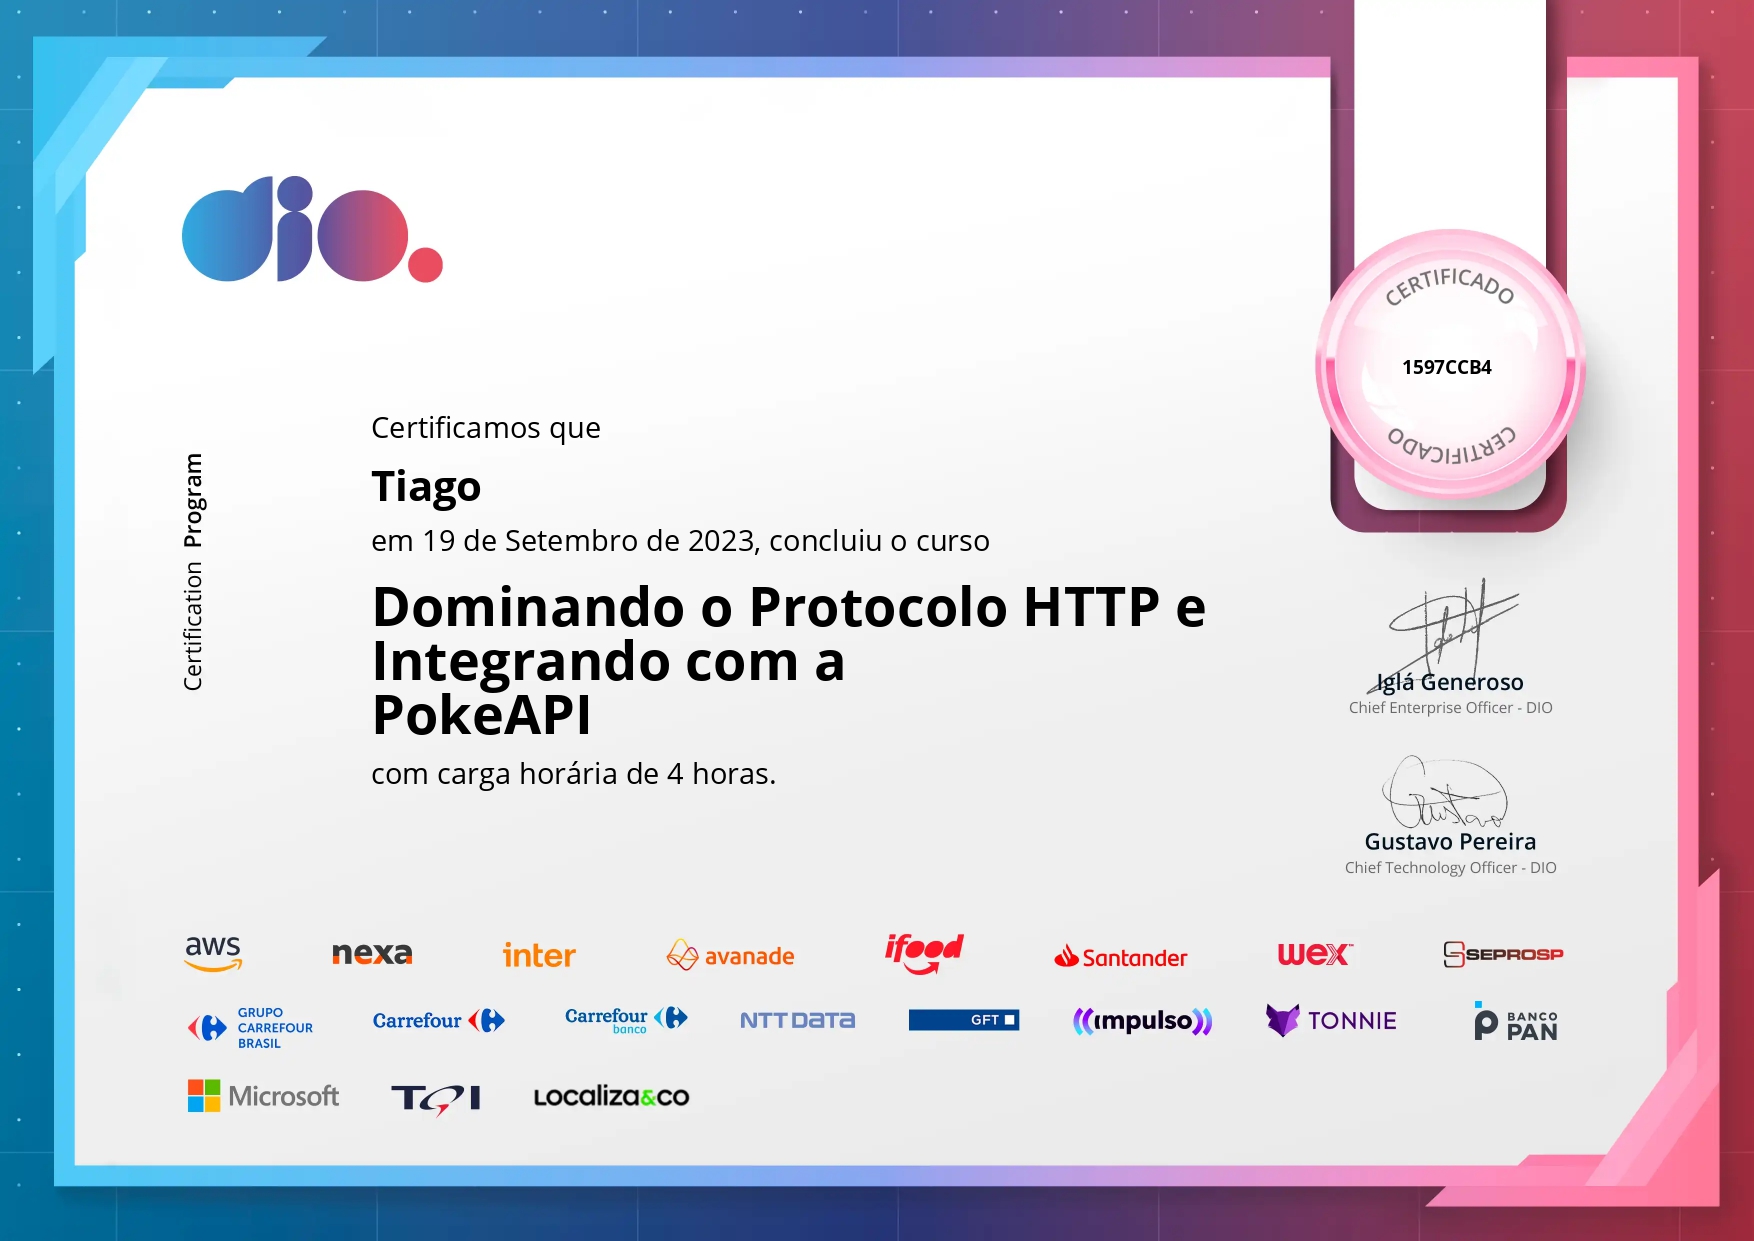 dio.
CERTIFICADO
1597CCB4
CERTIFICADO
Certification Program
Certificamos que
Tiago
em 19 de Setembro de 2023, concluiu o curso
Dominando o Protocolo HTTP e
Integrando com a
PokeAPI
com carga horária de 4 horas.
Iglá Generoso
Chief Enterprise Officer - DIO
Gustavo Pereira
Chief Technology Officer - DIO
aws nexa inter avanade ifood Santander wex™ SEPROSP
GRUPO
CARREFOUR
BRASIL
Carrefour
Carrefour
banco
NTT DATA
GFT
impulso
TONNIE
BANCO
PAN
Microsoft TQI Localiza&co